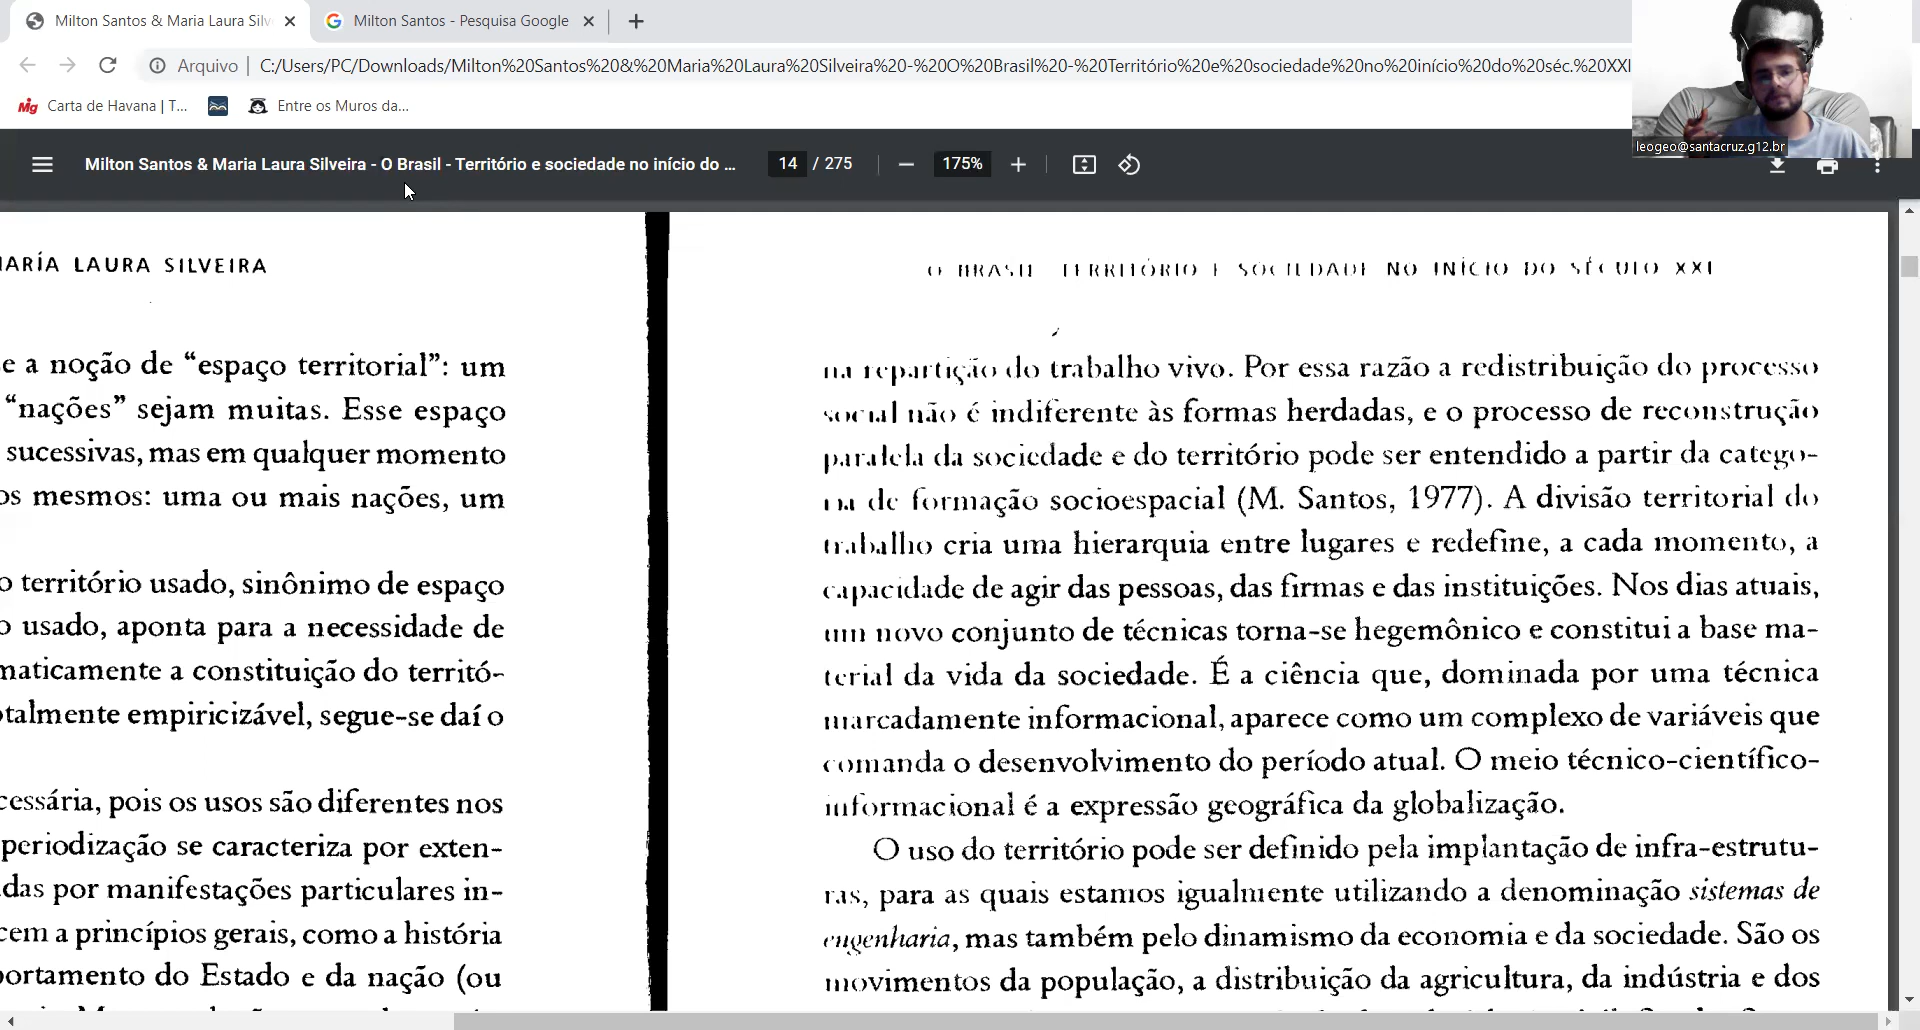 Milton Santos & Maria Laura Silv
Milton Santos - Pesquisa Google
Arquivo
C:/Users/PC/Downloads/Milton%20Santos%20&%20Maria%20Laura%20Silveira%20-%20O%20Brasil%20-%20Território%20e%20sociedade%20no%20início%20do%20séc.%20XXI
Carta de Havana | T...
Entre os Muros da...
leogeo@santacruz.g12.br
Milton Santos & Maria Laura Silveira - O Brasil - Território e sociedade no início do ...
14 / 275
175%
ARÍA LAURA SILVEIRA
e a noção de “espaço territorial”: um
“nações” sejam muitas. Esse espaço
sucessivas, mas em qualquer momento
os mesmos: uma ou mais nações, um
o território usado, sinônimo de espaço
o usado, aponta para a necessidade de
maticamente a constituição do territó-
otalmente empiricizável, segue-se daí o
cessária, pois os usos são diferentes nos
periodização se caracteriza por exten-
das por manifestações particulares in-
cem a princípios gerais, como a história
portamento do Estado e da nação (ou
O BRASIL TERRITÓRIO E SOCIEDADE NO INÍCIO DO SÉCULO XXI
na repartição do trabalho vivo. Por essa razão a redistribuição do processo
social não é indiferente às formas herdadas, e o processo de reconstrução
paralela da sociedade e do território pode ser entendido a partir da catego-
ria de formação socioespacial (M. Santos, 1977). A divisão territorial do
trabalho cria uma hierarquia entre lugares e redefine, a cada momento, a
capacidade de agir das pessoas, das firmas e das instituições. Nos dias atuais,
um novo conjunto de técnicas torna-se hegemônico e constitui a base ma-
terial da vida da sociedade. É a ciência que, dominada por uma técnica
marcadamente informacional, aparece como um complexo de variáveis que
comanda o desenvolvimento do período atual. O meio técnico-científico-
informacional é a expressão geográfica da globalização.
O uso do território pode ser definido pela implantação de infra-estrutu-
ras, para as quais estamos igualmente utilizando a denominação sistemas de
engenharia, mas também pelo dinamismo da economia e da sociedade. São os
movimentos da população, a distribuição da agricultura, da indústria e dos